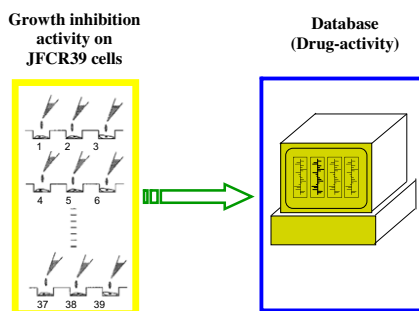 Growth inhibition
activity on
JFCR39 cells
Database
(Drug-activity)
1 2 3
4 5 6
37 38 39